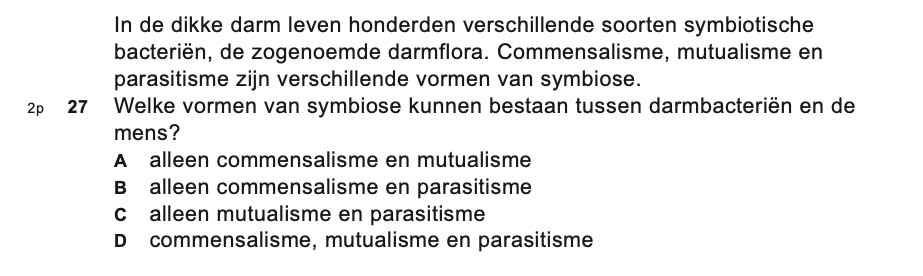 In de dikke darm leven honderden verschillende soorten symbiotische
bacteriën, de zogenoemde darmflora. Commensalisme, mutualisme en
parasitisme zijn verschillende vormen van symbiose.
2p 27 Welke vormen van symbiose kunnen bestaan tussen darmbacteriën en de
mens?
A alleen commensalisme en mutualisme
B alleen commensalisme en parasitisme
C alleen mutualisme en parasitisme
D commensalisme, mutualisme en parasitisme